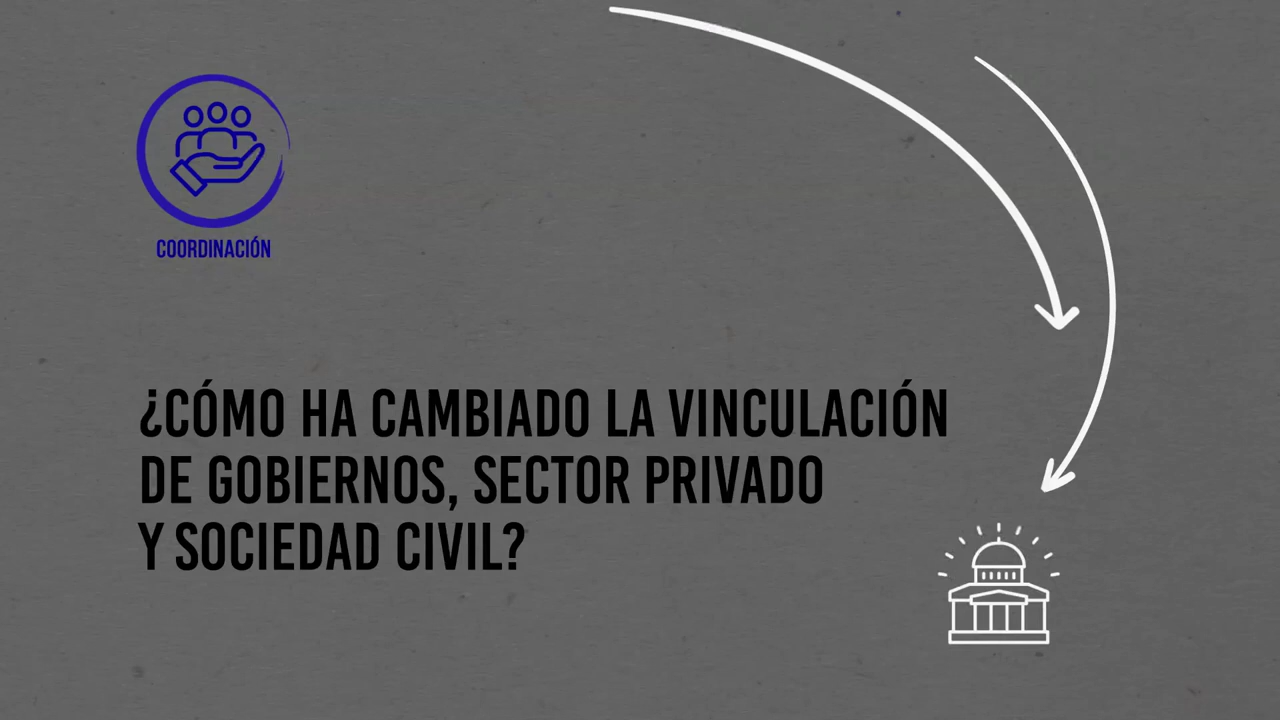 COORDINACIÓN
¿CÓMO HA CAMBIADO LA VINCULACIÓN
DE GOBIERNOS, SECTOR PRIVADO
Y SOCIEDAD CIVIL?